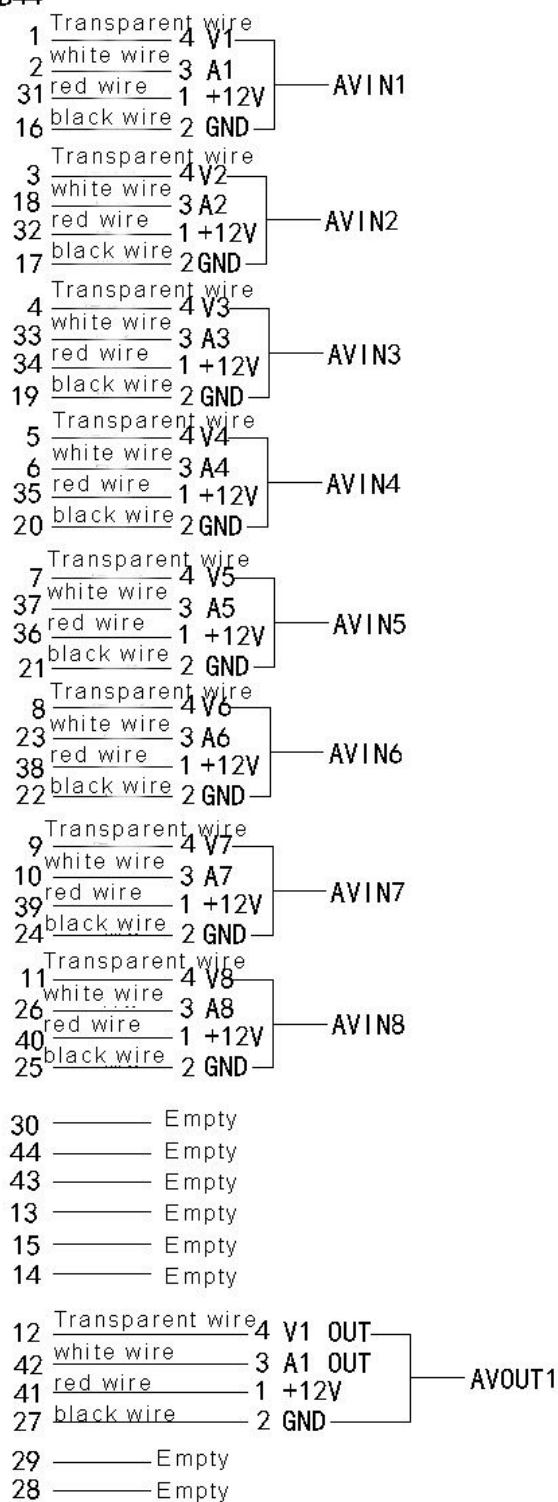 1 Transparent wire 4 V1
2 white wire 3 A1
31 red wire 1 +12V
16 black wire 2 GND
AVIN1
3 Transparent wire 4 V2
18 white wire 3 A2
32 red wire 1 +12V
17 black wire 2 GND
AVIN2
4 Transparent wire 4 V3
33 white wire 3 A3
34 red wire 1 +12V
19 black wire 2 GND
AVIN3
5 Transparent wire 4 V4
6 white wire 3 A4
35 red wire 1 +12V
20 black wire 2 GND
AVIN4
7 Transparent wire 4 V5
37 white wire 3 A5
36 red wire 1 +12V
21 black wire 2 GND
AVIN5
8 Transparent wire 4 V6
23 white wire 3 A6
38 red wire 1 +12V
22 black wire 2 GND
AVIN6
9 Transparent wire 4 V7
10 white wire 3 A7
39 red wire 1 +12V
24 black wire 2 GND
AVIN7
11 Transparent wire 4 V8
26 white wire 3 A8
40 red wire 1 +12V
25 black wire 2 GND
AVIN8
30 Empty
44 Empty
43 Empty
13 Empty
15 Empty
14 Empty
12 Transparent wire 4 V1 OUT
42 white wire 3 A1 OUT
41 red wire 1 +12V
27 black wire 2 GND
AVOUT1
29 Empty
28 Empty